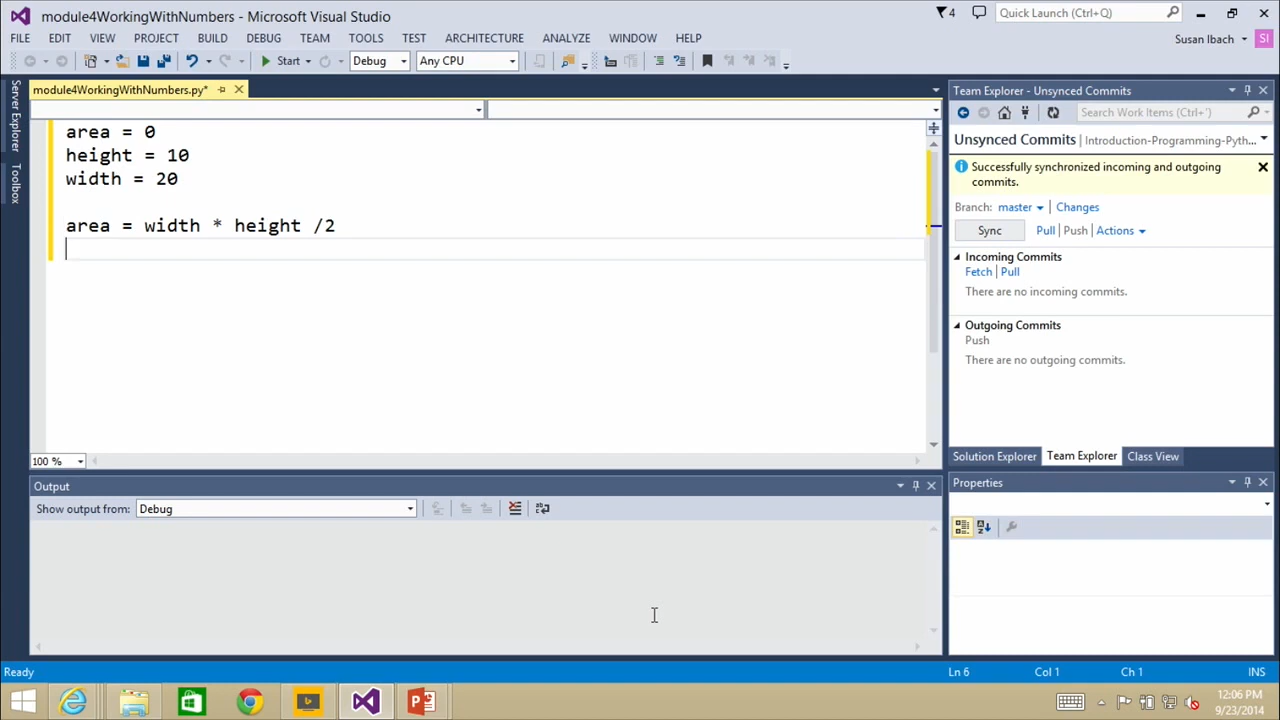 module4WorkingWithNumbers - Microsoft Visual Studio
4
Quick Launch (Ctrl+Q)
FILE EDIT VIEW PROJECT BUILD DEBUG TEAM TOOLS TEST ARCHITECTURE ANALYZE WINDOW HELP
Susan Ibach
SI
Start
Debug
Any CPU
Server Explorer
Toolbox
module4WorkingWithNumbers.py*
area = 0
height = 10
width = 20
area = width * height /2
100 %
Output
Show output from: Debug
Team Explorer - Unsynced Commits
Search Work Items (Ctrl+')
Unsynced Commits | Introduction-Programming-Pyth...
Successfully synchronized incoming and outgoing
commits.
Branch: master | Changes
Sync Pull | Push | Actions
Incoming Commits
Fetch | Pull
There are no incoming commits.
Outgoing Commits
Push
There are no outgoing commits.
Solution Explorer Team Explorer Class View
Properties
Ready
Ln 6
Col 1
Ch 1
INS
12:06 PM
9/23/2014